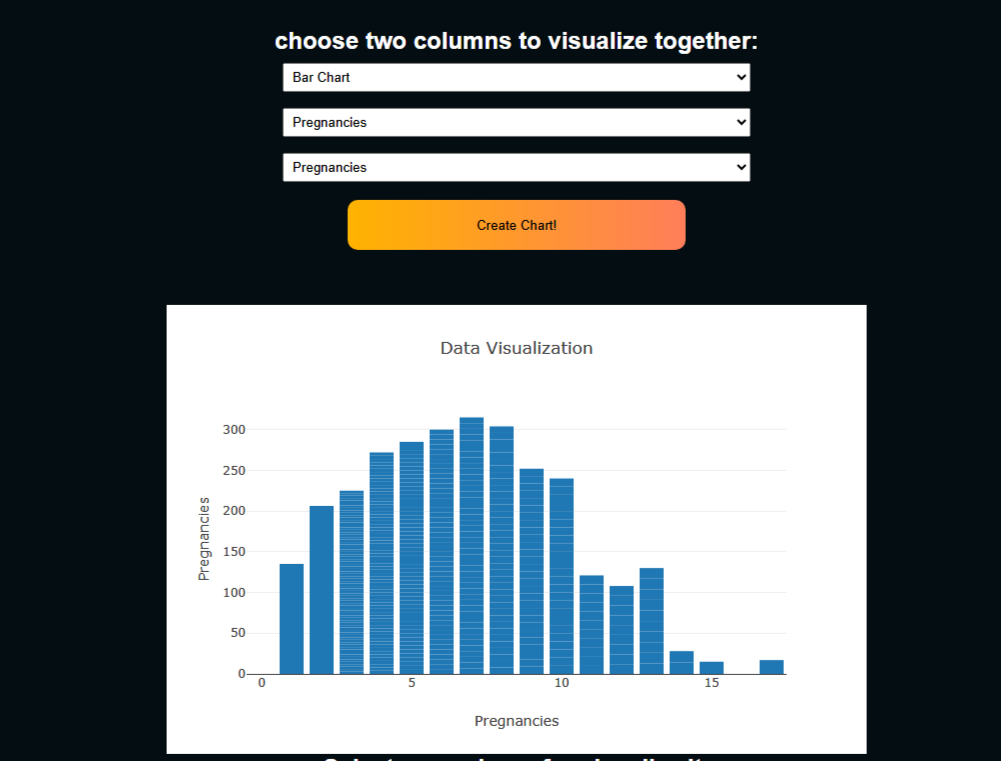 choose two columns to visualize together:
Bar Chart
Pregnancies
Pregnancies
Create Chart!
Data Visualization
300
250
200
150
100
50
0
Pregnancies
0 5 10 15
Pregnancies